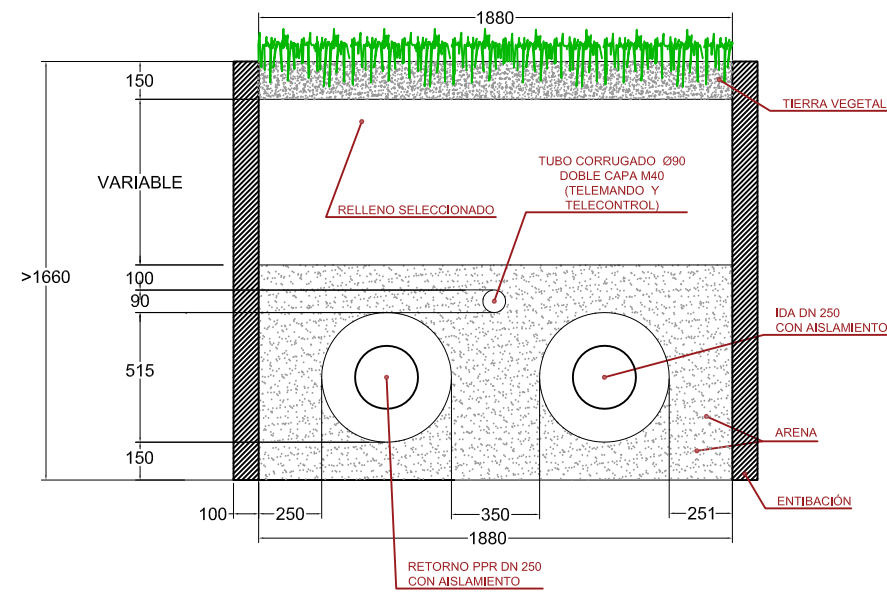 1880
150
TIERRA VEGETAL
TUBO CORRUGADO Ø90
DOBLE CAPA M40
(TELEMANDO Y
TELECONTROL)
VARIABLE
RELLENO SELECCIONADO
>1660
100
90
IDA DN 250
CON AISLAMIENTO
515
ARENA
150
ENTIBACIÓN
100
250
350
251
1880
RETORNO PPR DN 250
CON AISLAMIENTO